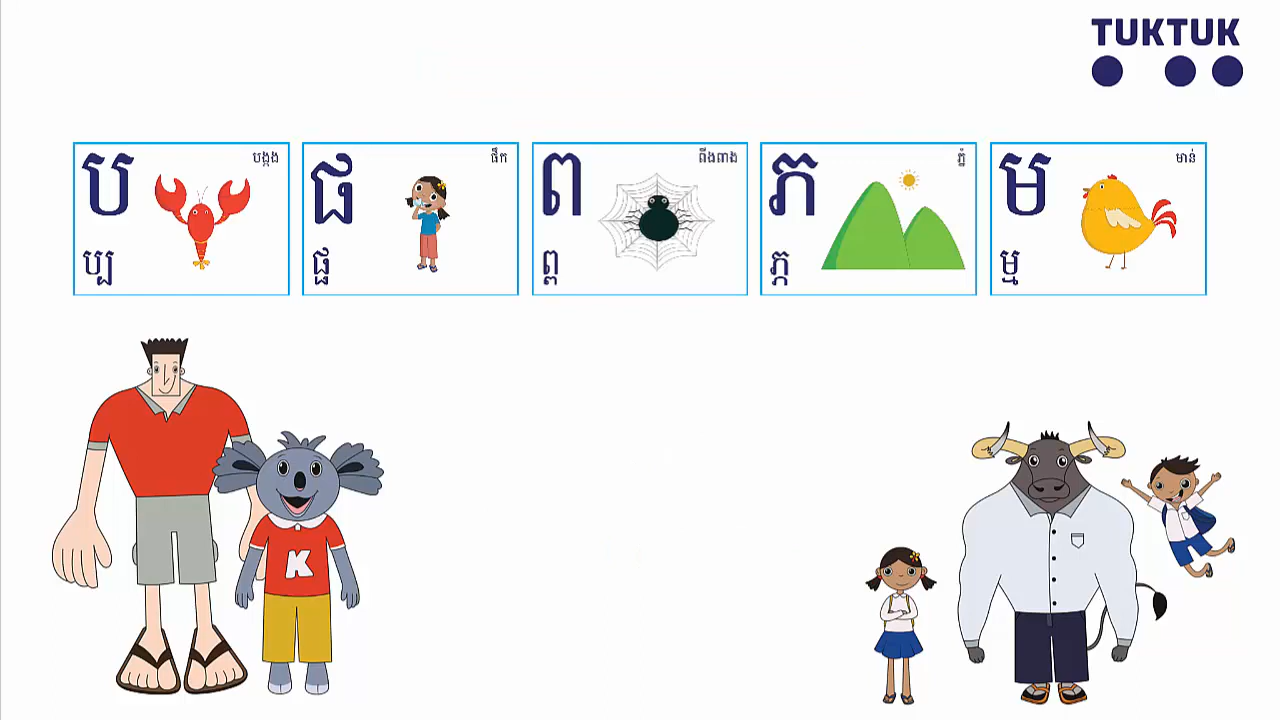 TUKTUK
ប បង្កង
ប្ប
ផ ផឹក
ផ្ផ
ព ពីងពាង
ព្ព
ភ ភ្នំ
ភ្ភ
ម មាន់
ម្ម
K